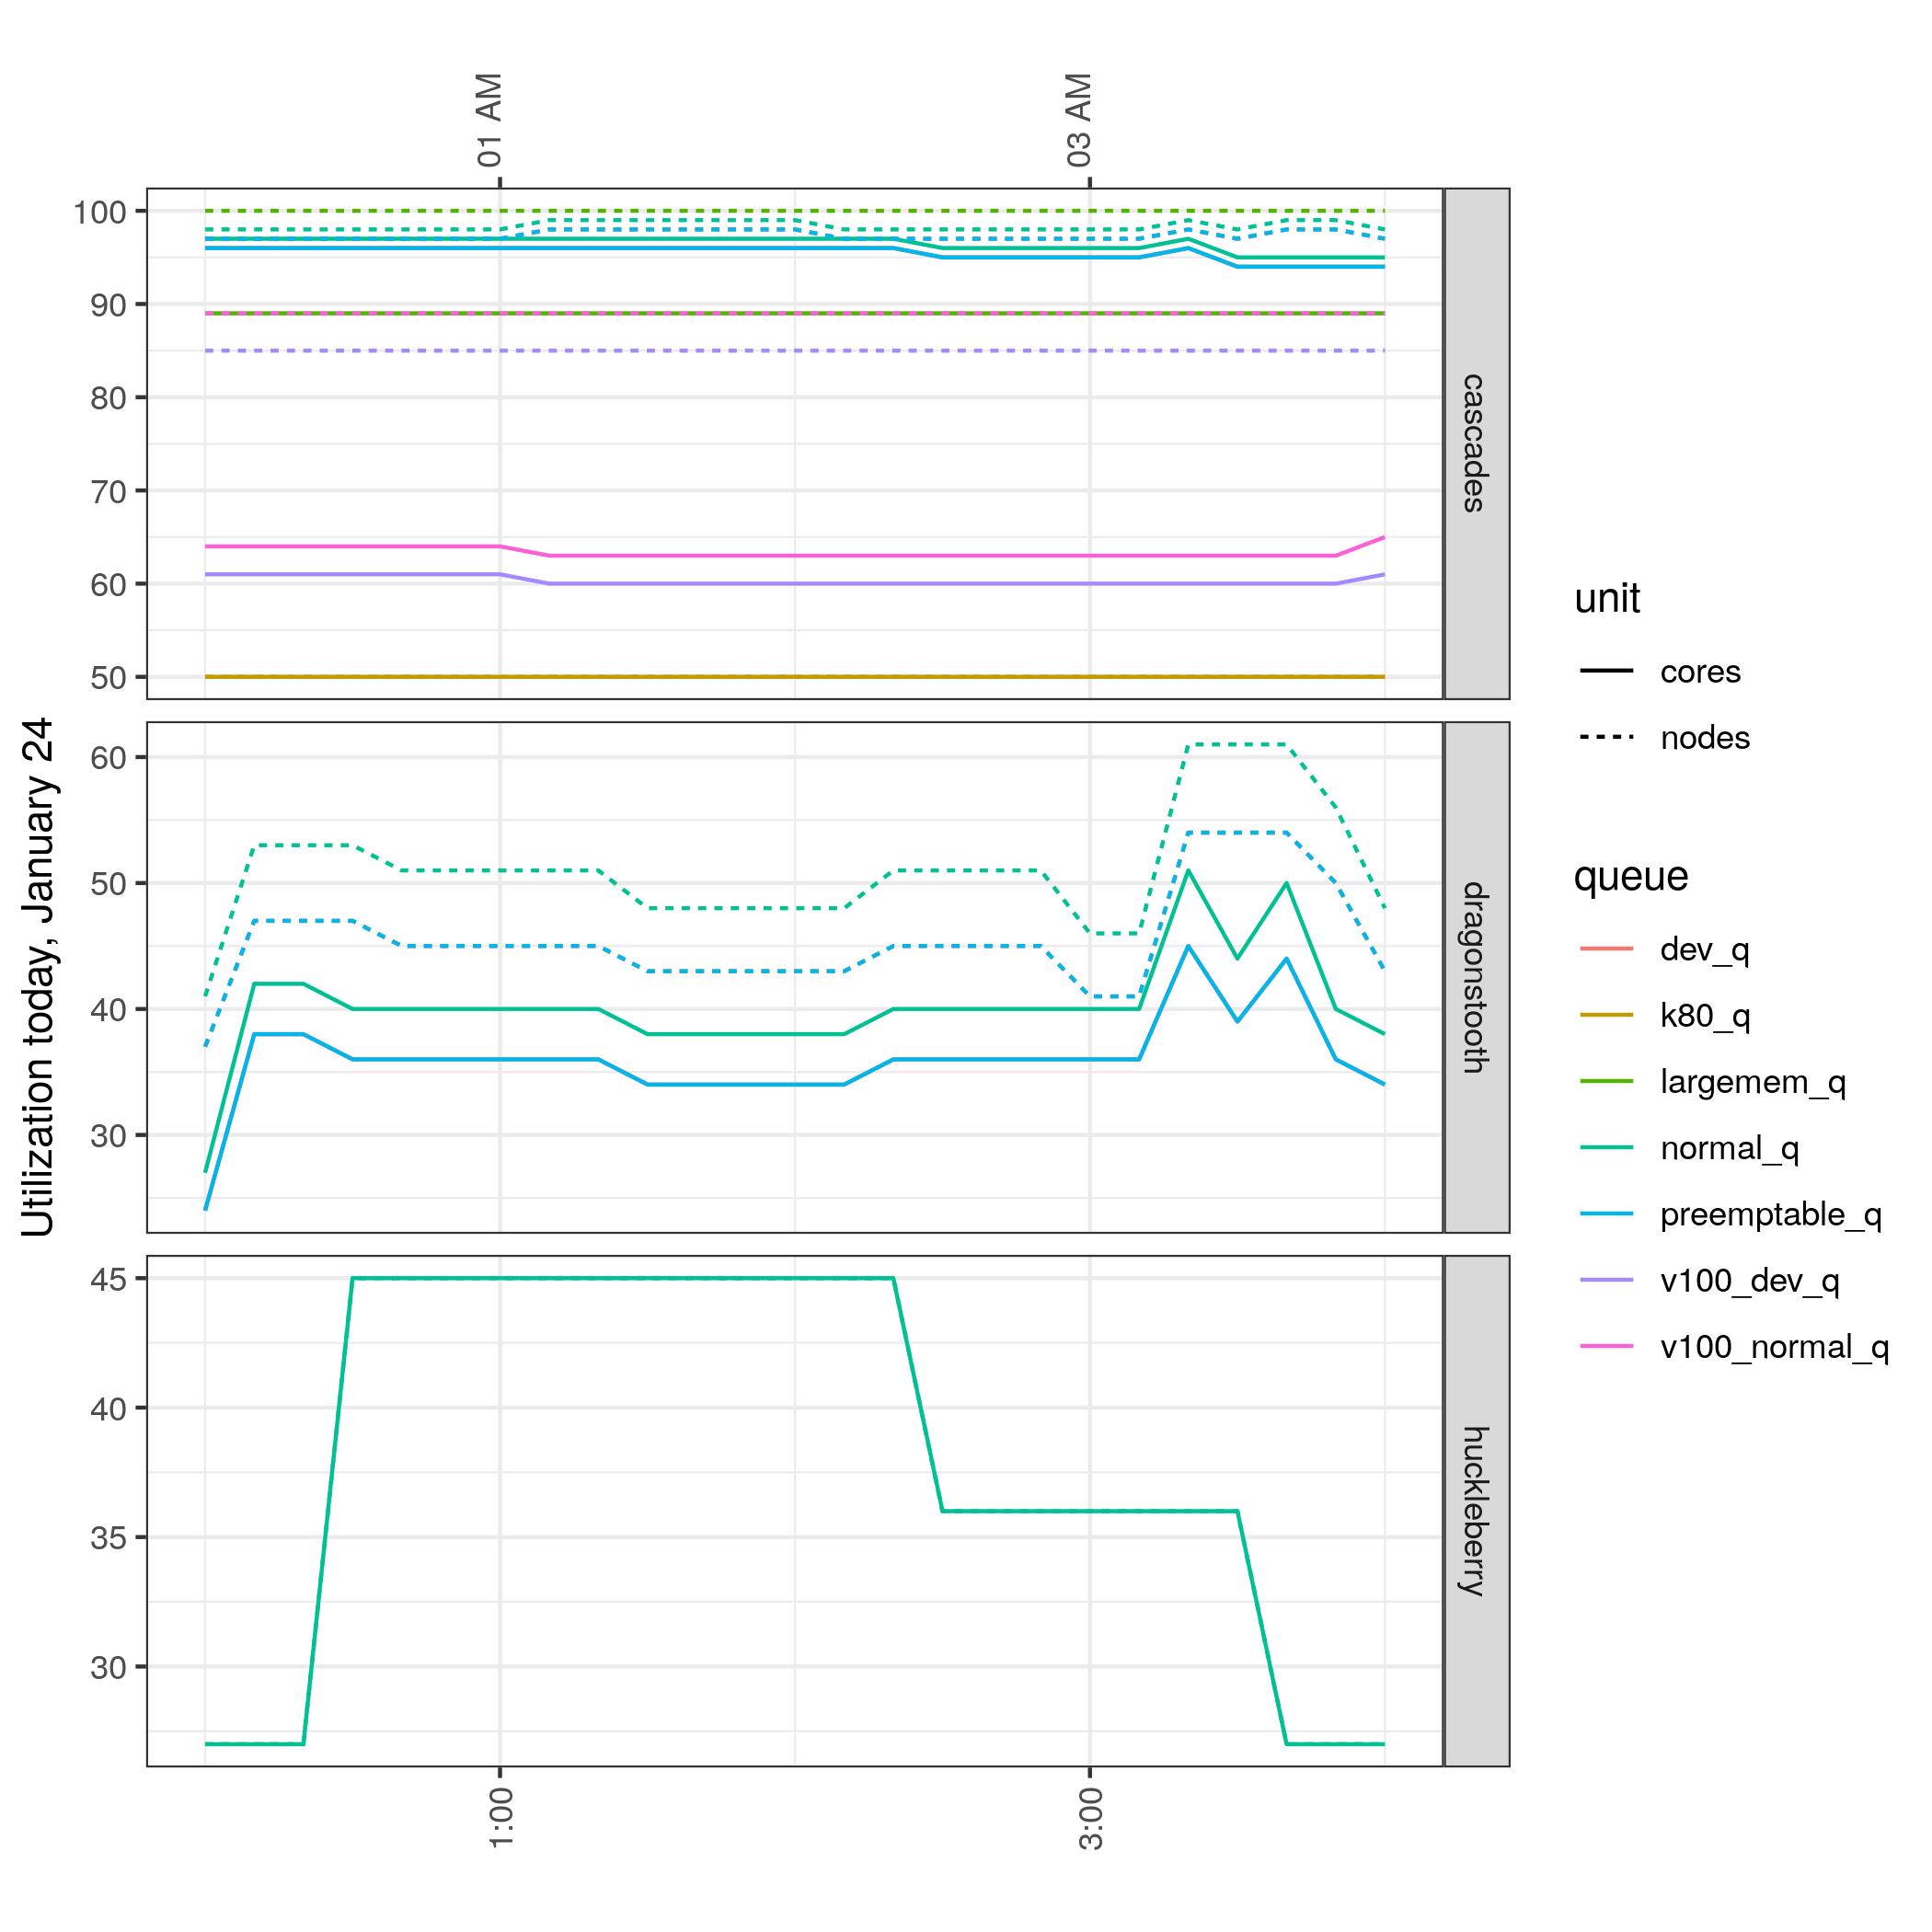 01 AM
03 AM
100
90
80
70
60
50
cascades
Utilization today, January 24
60
50
40
30
dragonstooth
45
40
35
30
huckleberry
1:00
3:00
unit
cores
nodes
queue
dev_q
k80_q
largemem_q
normal_q
preemptable_q
v100_dev_q
v100_normal_q